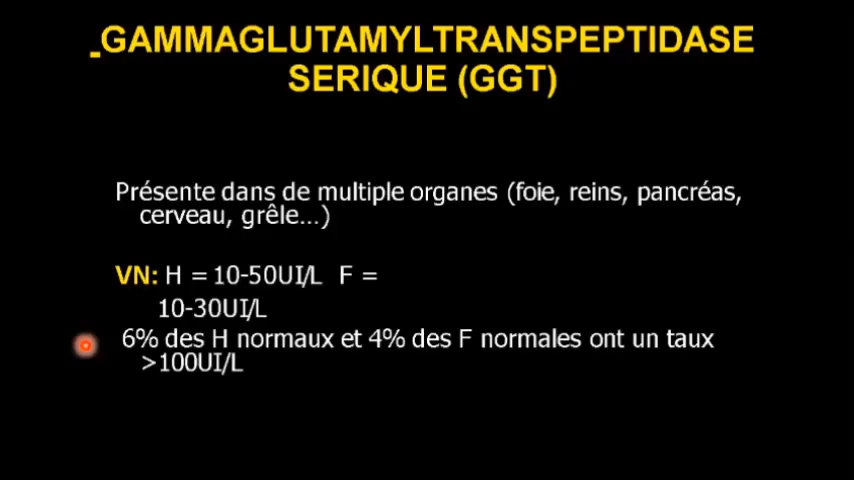 -GAMMAGLUTAMYLTRANSPEPTIDASE
SERIQUE (GGT)
Présente dans de multiple organes (foie, reins, pancréas,
cerveau, grêle…)
VN: H = 10-50UI/L F =
10-30UI/L
6% des H normaux et 4% des F normales ont un taux
>100UI/L